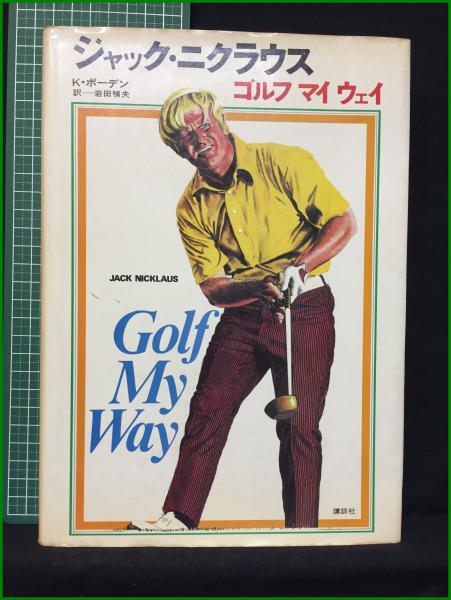 ジャック・ニクラウス
K・ボーデン
訳──岩田禎夫
ゴルフ マイ ウェイ
JACK NICKLAUS
Golf
My
Way
講談社